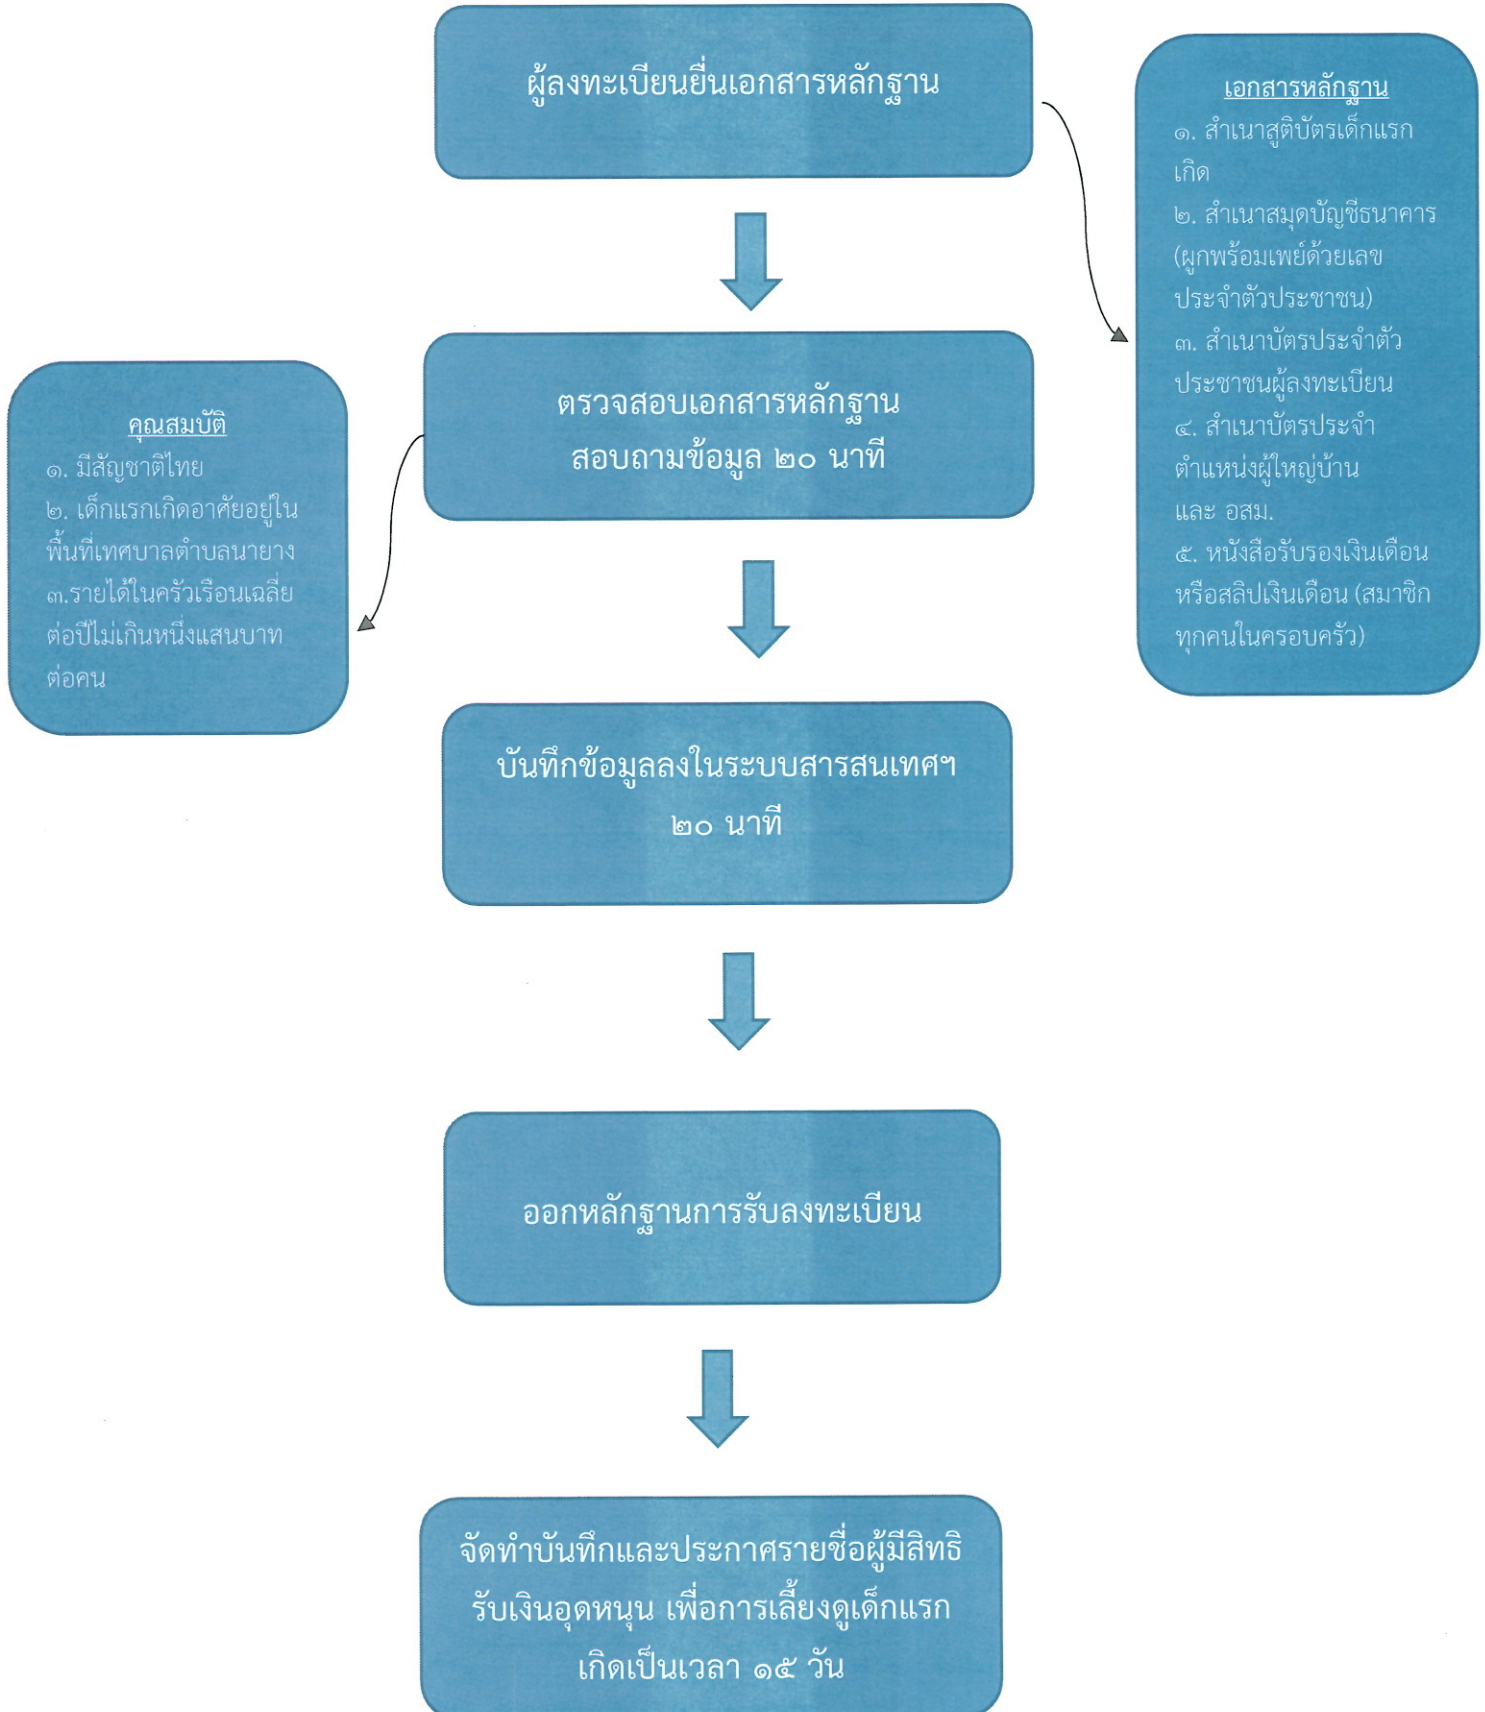 ผู้ลงทะเบียนยื่นเอกสารหลักฐาน
เอกสารหลักฐาน
๑. สำเนาสูติบัตรเด็กแรก
เกิด
๒. สำเนาสมุดบัญชีธนาคาร
(ผูกพร้อมเพย์ด้วยเลข
ประจำตัวประชาชน)
๓. สำเนาบัตรประจำตัว
ประชาชนผู้ลงทะเบียน
๔. สำเนาบัตรประจำ
ตำแหน่งผู้ใหญ่บ้าน
และ อสม.
๕. หนังสือรับรองเงินเดือน
หรือสลิปเงินเดือน (สมาชิก
ทุกคนในครอบครัว)
ตรวจสอบเอกสารหลักฐาน
สอบถามข้อมูล ๒๐ นาที
คุณสมบัติ
๑. มีสัญชาติไทย
๒. เด็กแรกเกิดอาศัยอยู่ใน
พื้นที่เทศบาลตำบลนายาง
๓.รายได้ในครัวเรือนเฉลี่ย
ต่อปีไม่เกินหนึ่งแสนบาท
ต่อคน
บันทึกข้อมูลลงในระบบสารสนเทศฯ
๒๐ นาที
ออกหลักฐานการรับลงทะเบียน
จัดทำบันทึกและประกาศรายชื่อผู้มีสิทธิ
รับเงินอุดหนุน เพื่อการเลี้ยงดูเด็กแรก
เกิดเป็นเวลา ๑๕ วัน